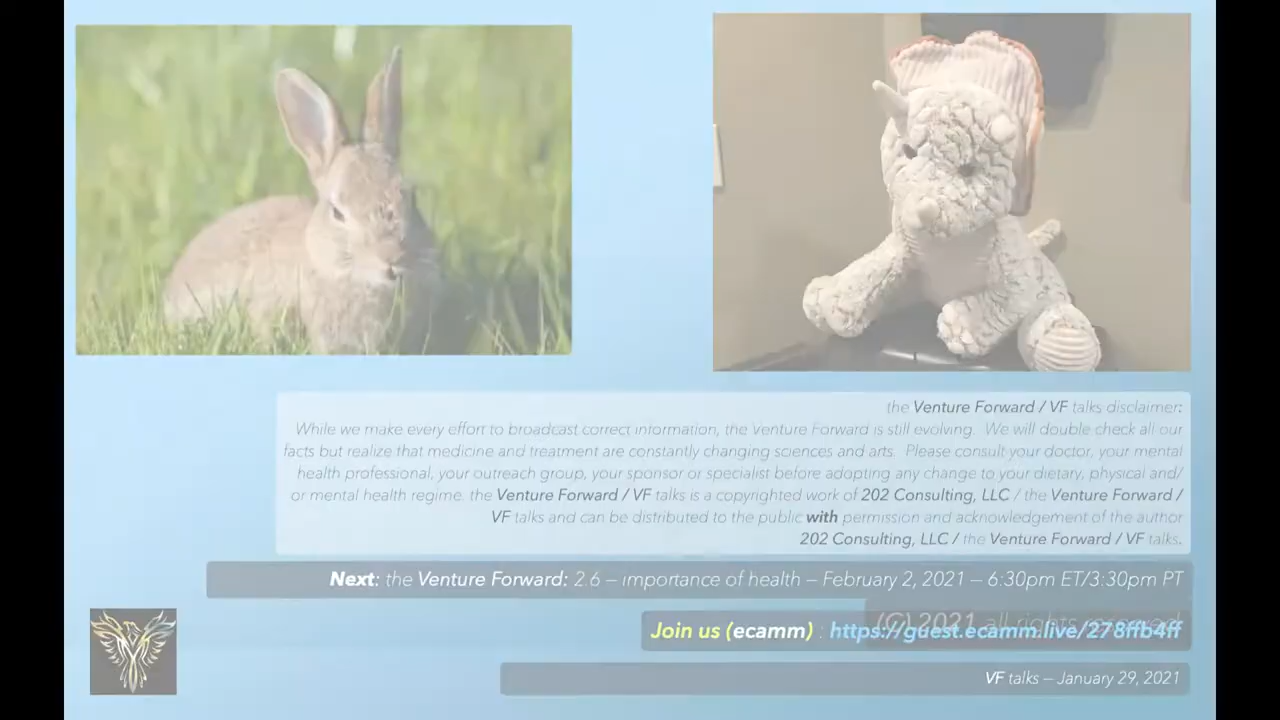 the Venture Forward / VF talks disclaimer:
While we make every effort to broadcast correct information, the Venture Forward is still evolving. We will double check all our
facts but realize that medicine and treatment are constantly changing sciences and arts. Please consult your doctor, your mental
health professional, your outreach group, your sponsor or specialist before adopting any change to your dietary, physical and/
or mental health regime. the Venture Forward / VF talks is a copyrighted work of 202 Consulting, LLC / the Venture Forward /
VF talks and can be distributed to the public with permission and acknowledgement of the author
202 Consulting, LLC / the Venture Forward / VF talks.
Next: the Venture Forward: 2.6 – importance of health – February 2, 2021 – 6:30pm ET/3:30pm PT
(C) 2021 all rights reserved
Join us (ecamm) : https://guest.ecamm.live/278ffb4ff
VF talks – January 29, 2021